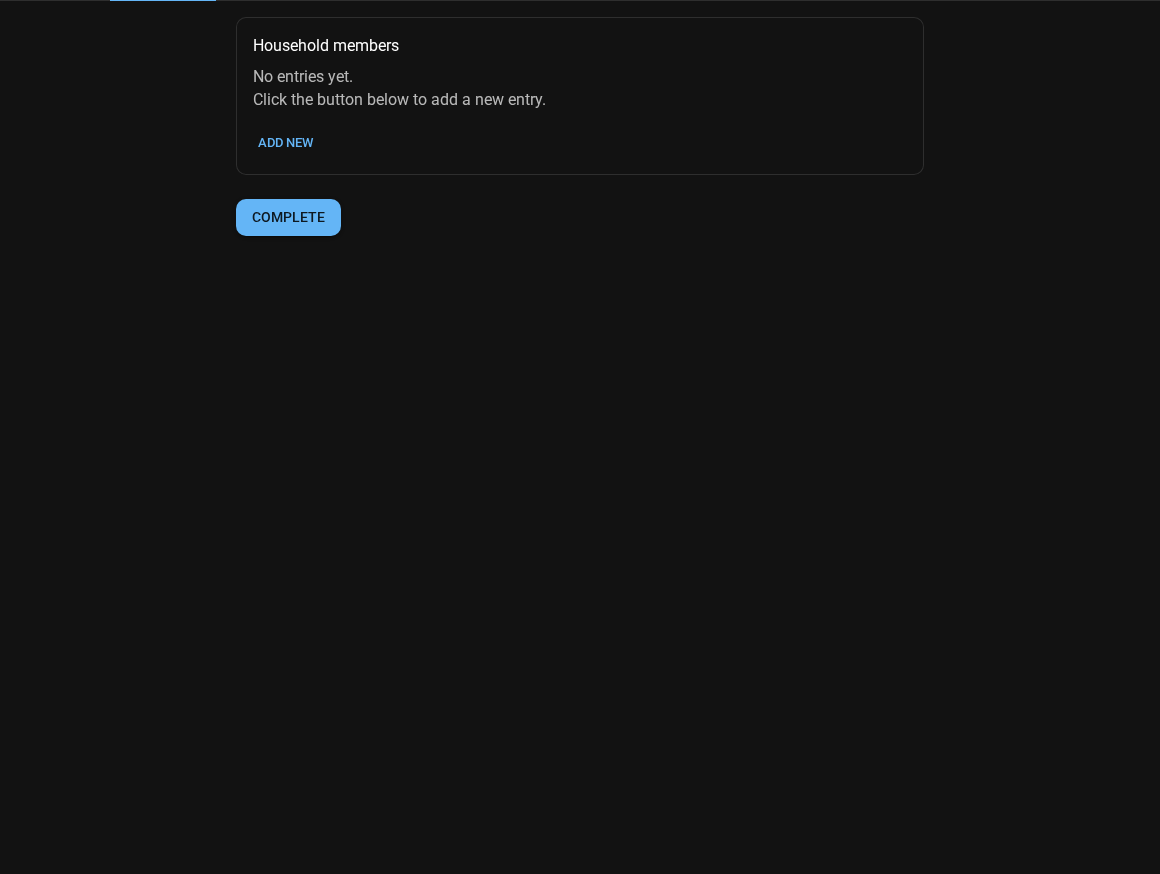 Household members
No entries yet.
Click the button below to add a new entry.
ADD NEW
COMPLETE